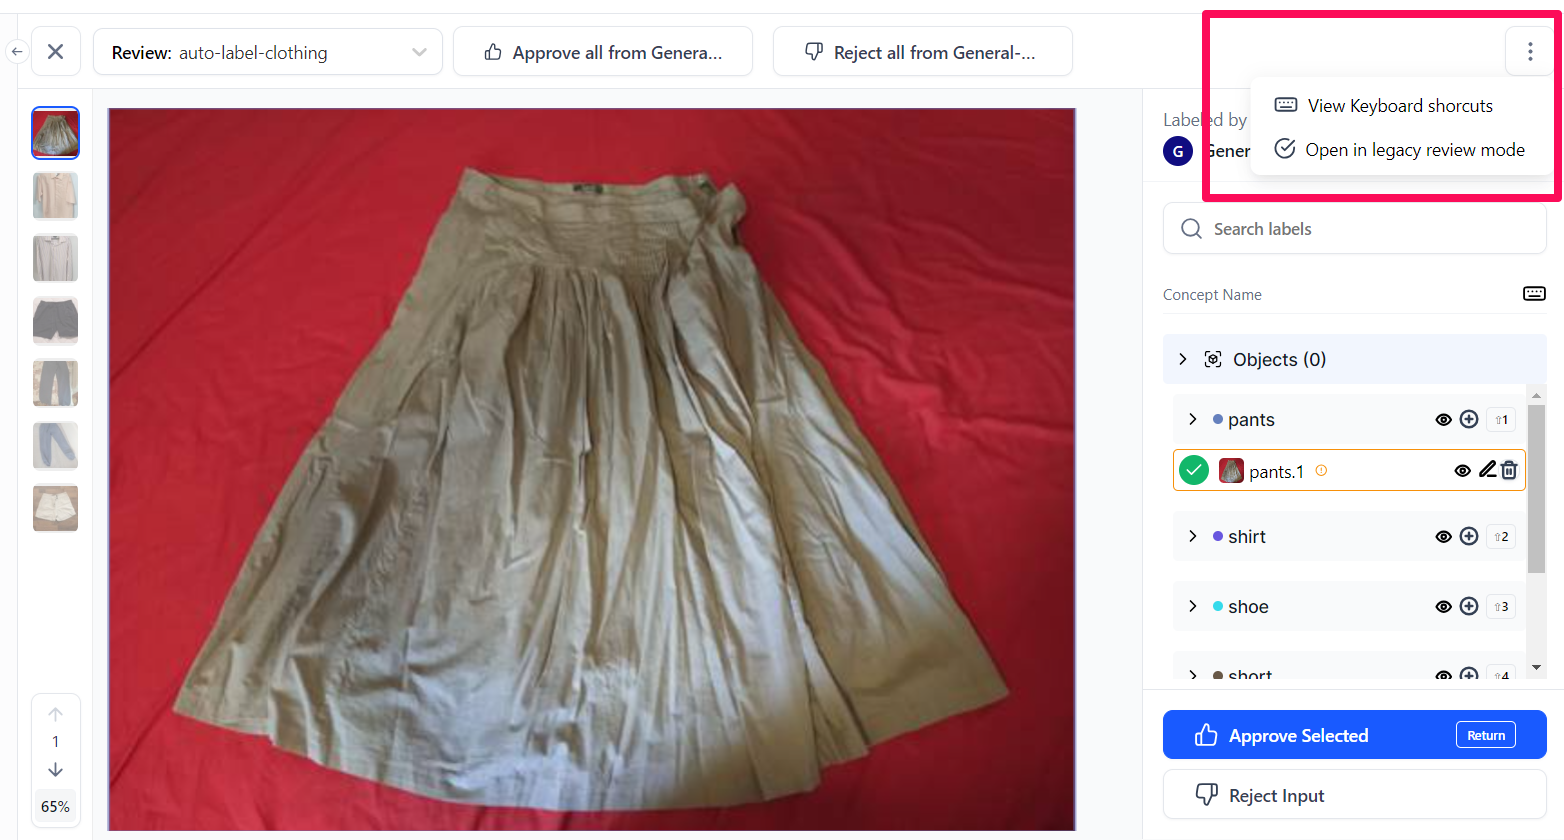 Review: auto-label-clothing
Approve all from Genera...
Reject all from General-...
View Keyboard shorcuts
Open in legacy review mode
Labeled by
G Gener
Search labels
Concept Name
Objects (0)
pants ⇧1
pants.1
shirt ⇧2
shoe ⇧3
short ⇧4
1
65%
Approve Selected Return
Reject Input